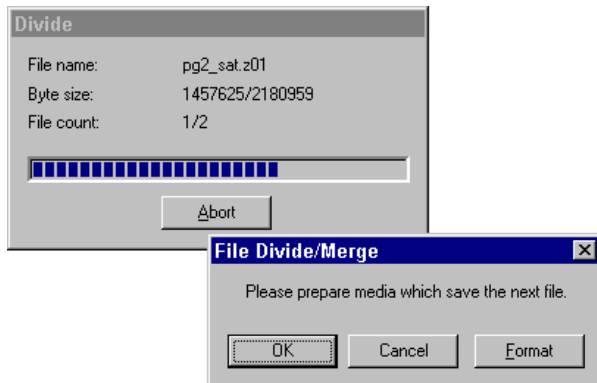 Divide
File name: pg2_sat.z01
Byte size: 1457625/2180959
File count: 1/2
Abort
File Divide/Merge
Please prepare media which save the next file.
OK Cancel Format